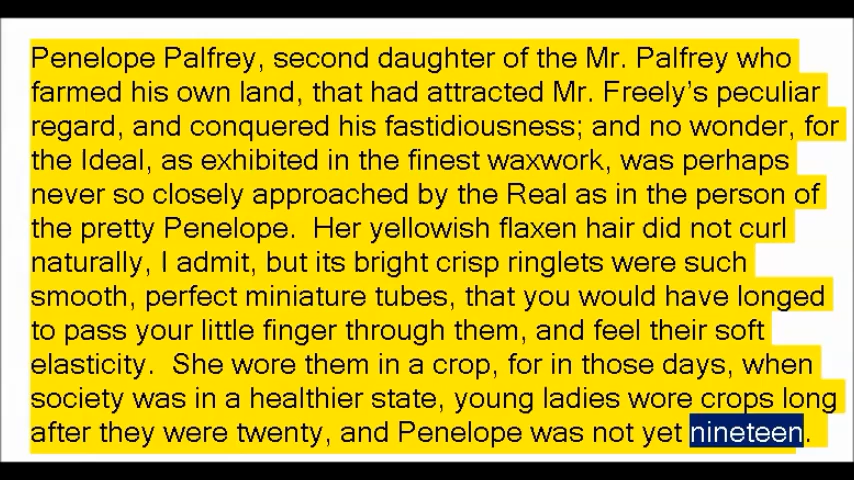 Penelope Palfrey, second daughter of the Mr. Palfrey who
farmed his own land, that had attracted Mr. Freely’s peculiar
regard, and conquered his fastidiousness; and no wonder, for
the Ideal, as exhibited in the finest waxwork, was perhaps
never so closely approached by the Real as in the person of
the pretty Penelope.  Her yellowish flaxen hair did not curl
naturally, I admit, but its bright crisp ringlets were such
smooth, perfect miniature tubes, that you would have longed
to pass your little finger through them, and feel their soft
elasticity.  She wore them in a crop, for in those days, when
society was in a healthier state, young ladies wore crops long
after they were twenty, and Penelope was not yet nineteen.